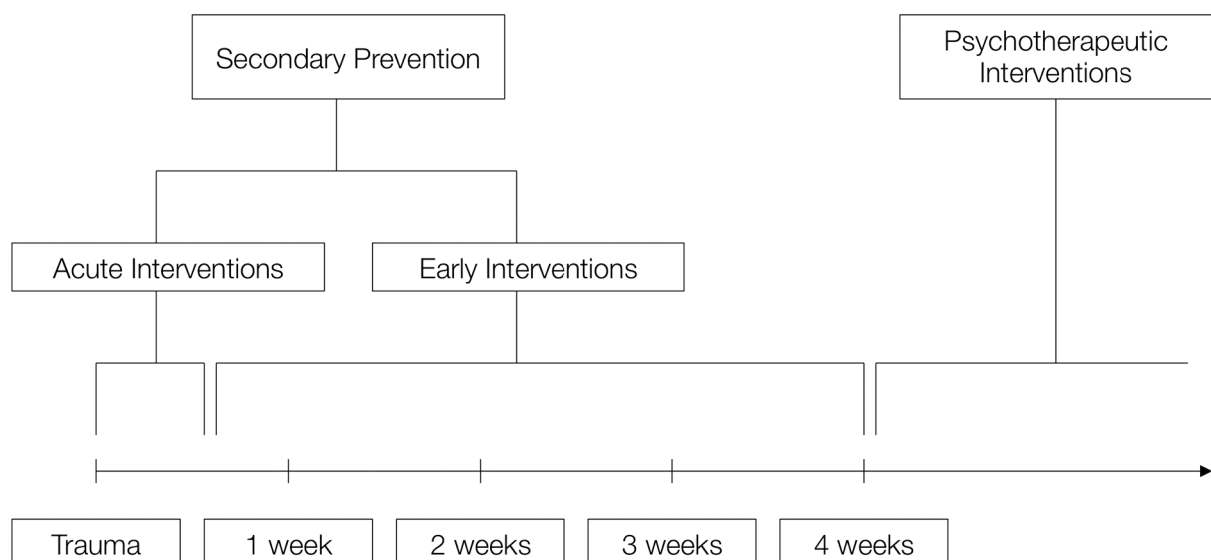 Secondary Prevention
Psychotherapeutic
Interventions
Acute Interventions
Early Interventions
Trauma
1 week
2 weeks
3 weeks
4 weeks